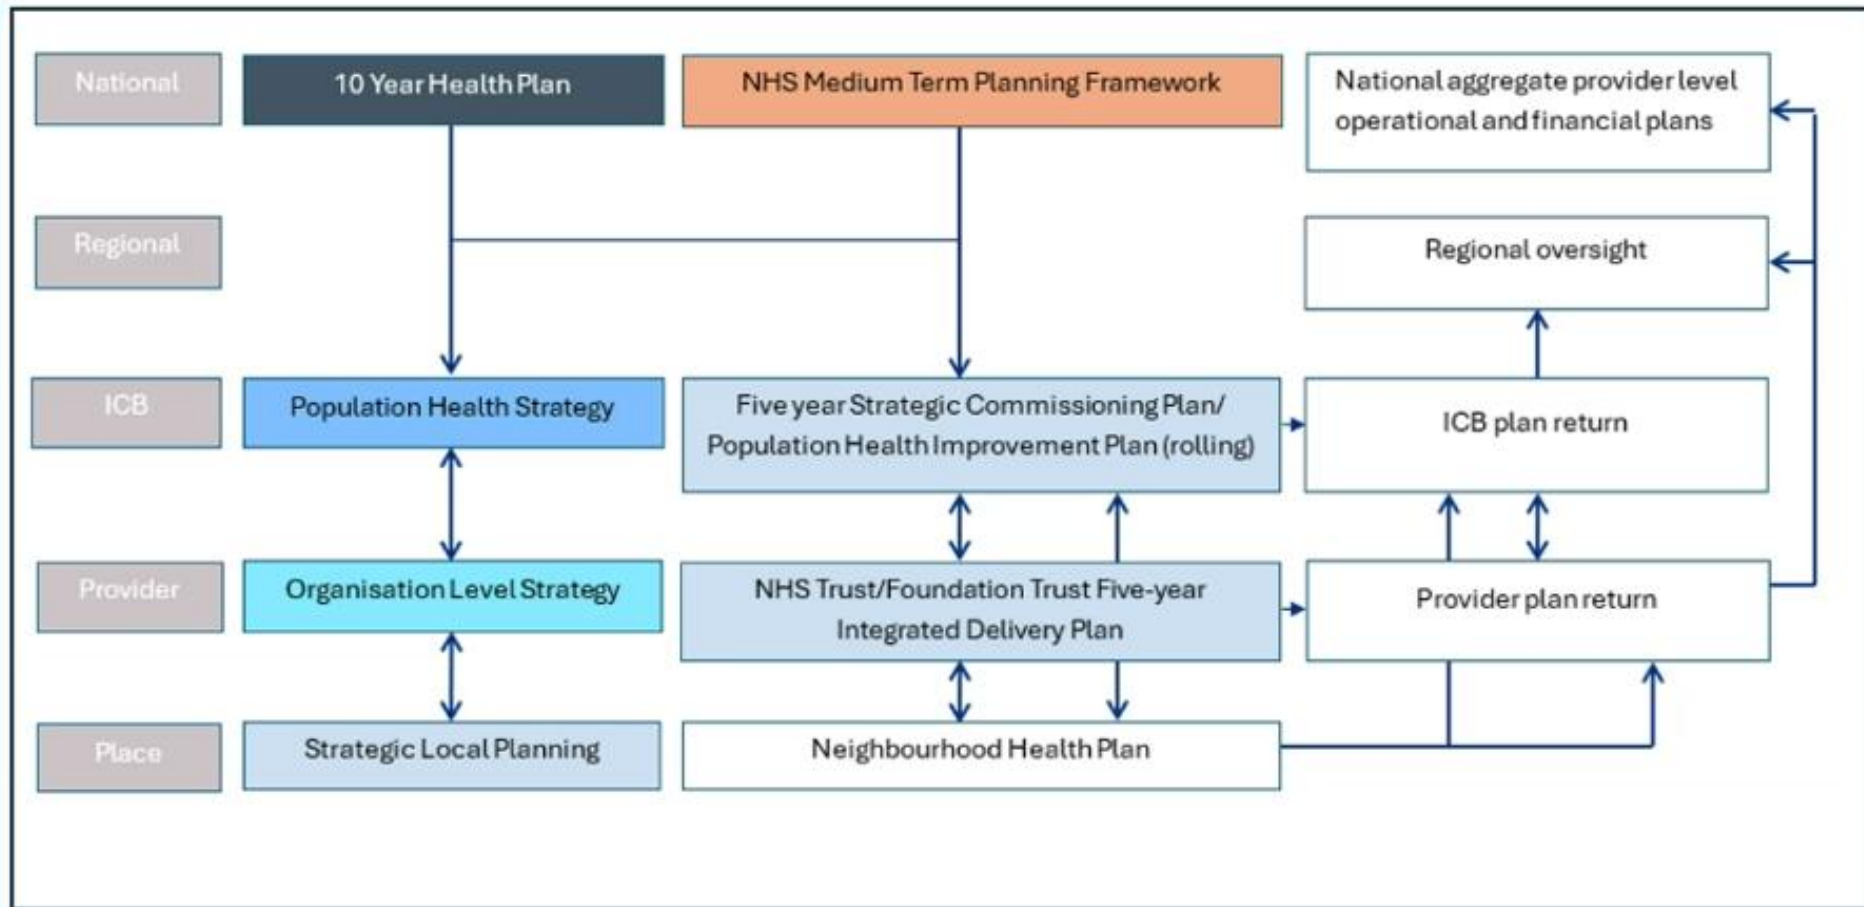 National
10 Year Health Plan
NHS Medium Term Planning Framework
National aggregate provider level
operational and financial plans
Regional
Regional oversight
ICB
Population Health Strategy
Five year Strategic Commissioning Plan/
Population Health Improvement Plan (rolling)
ICB plan return
Provider
Organisation Level Strategy
NHS Trust/Foundation Trust Five-year
Integrated Delivery Plan
Provider plan return
Place
Strategic Local Planning
Neighbourhood Health Plan